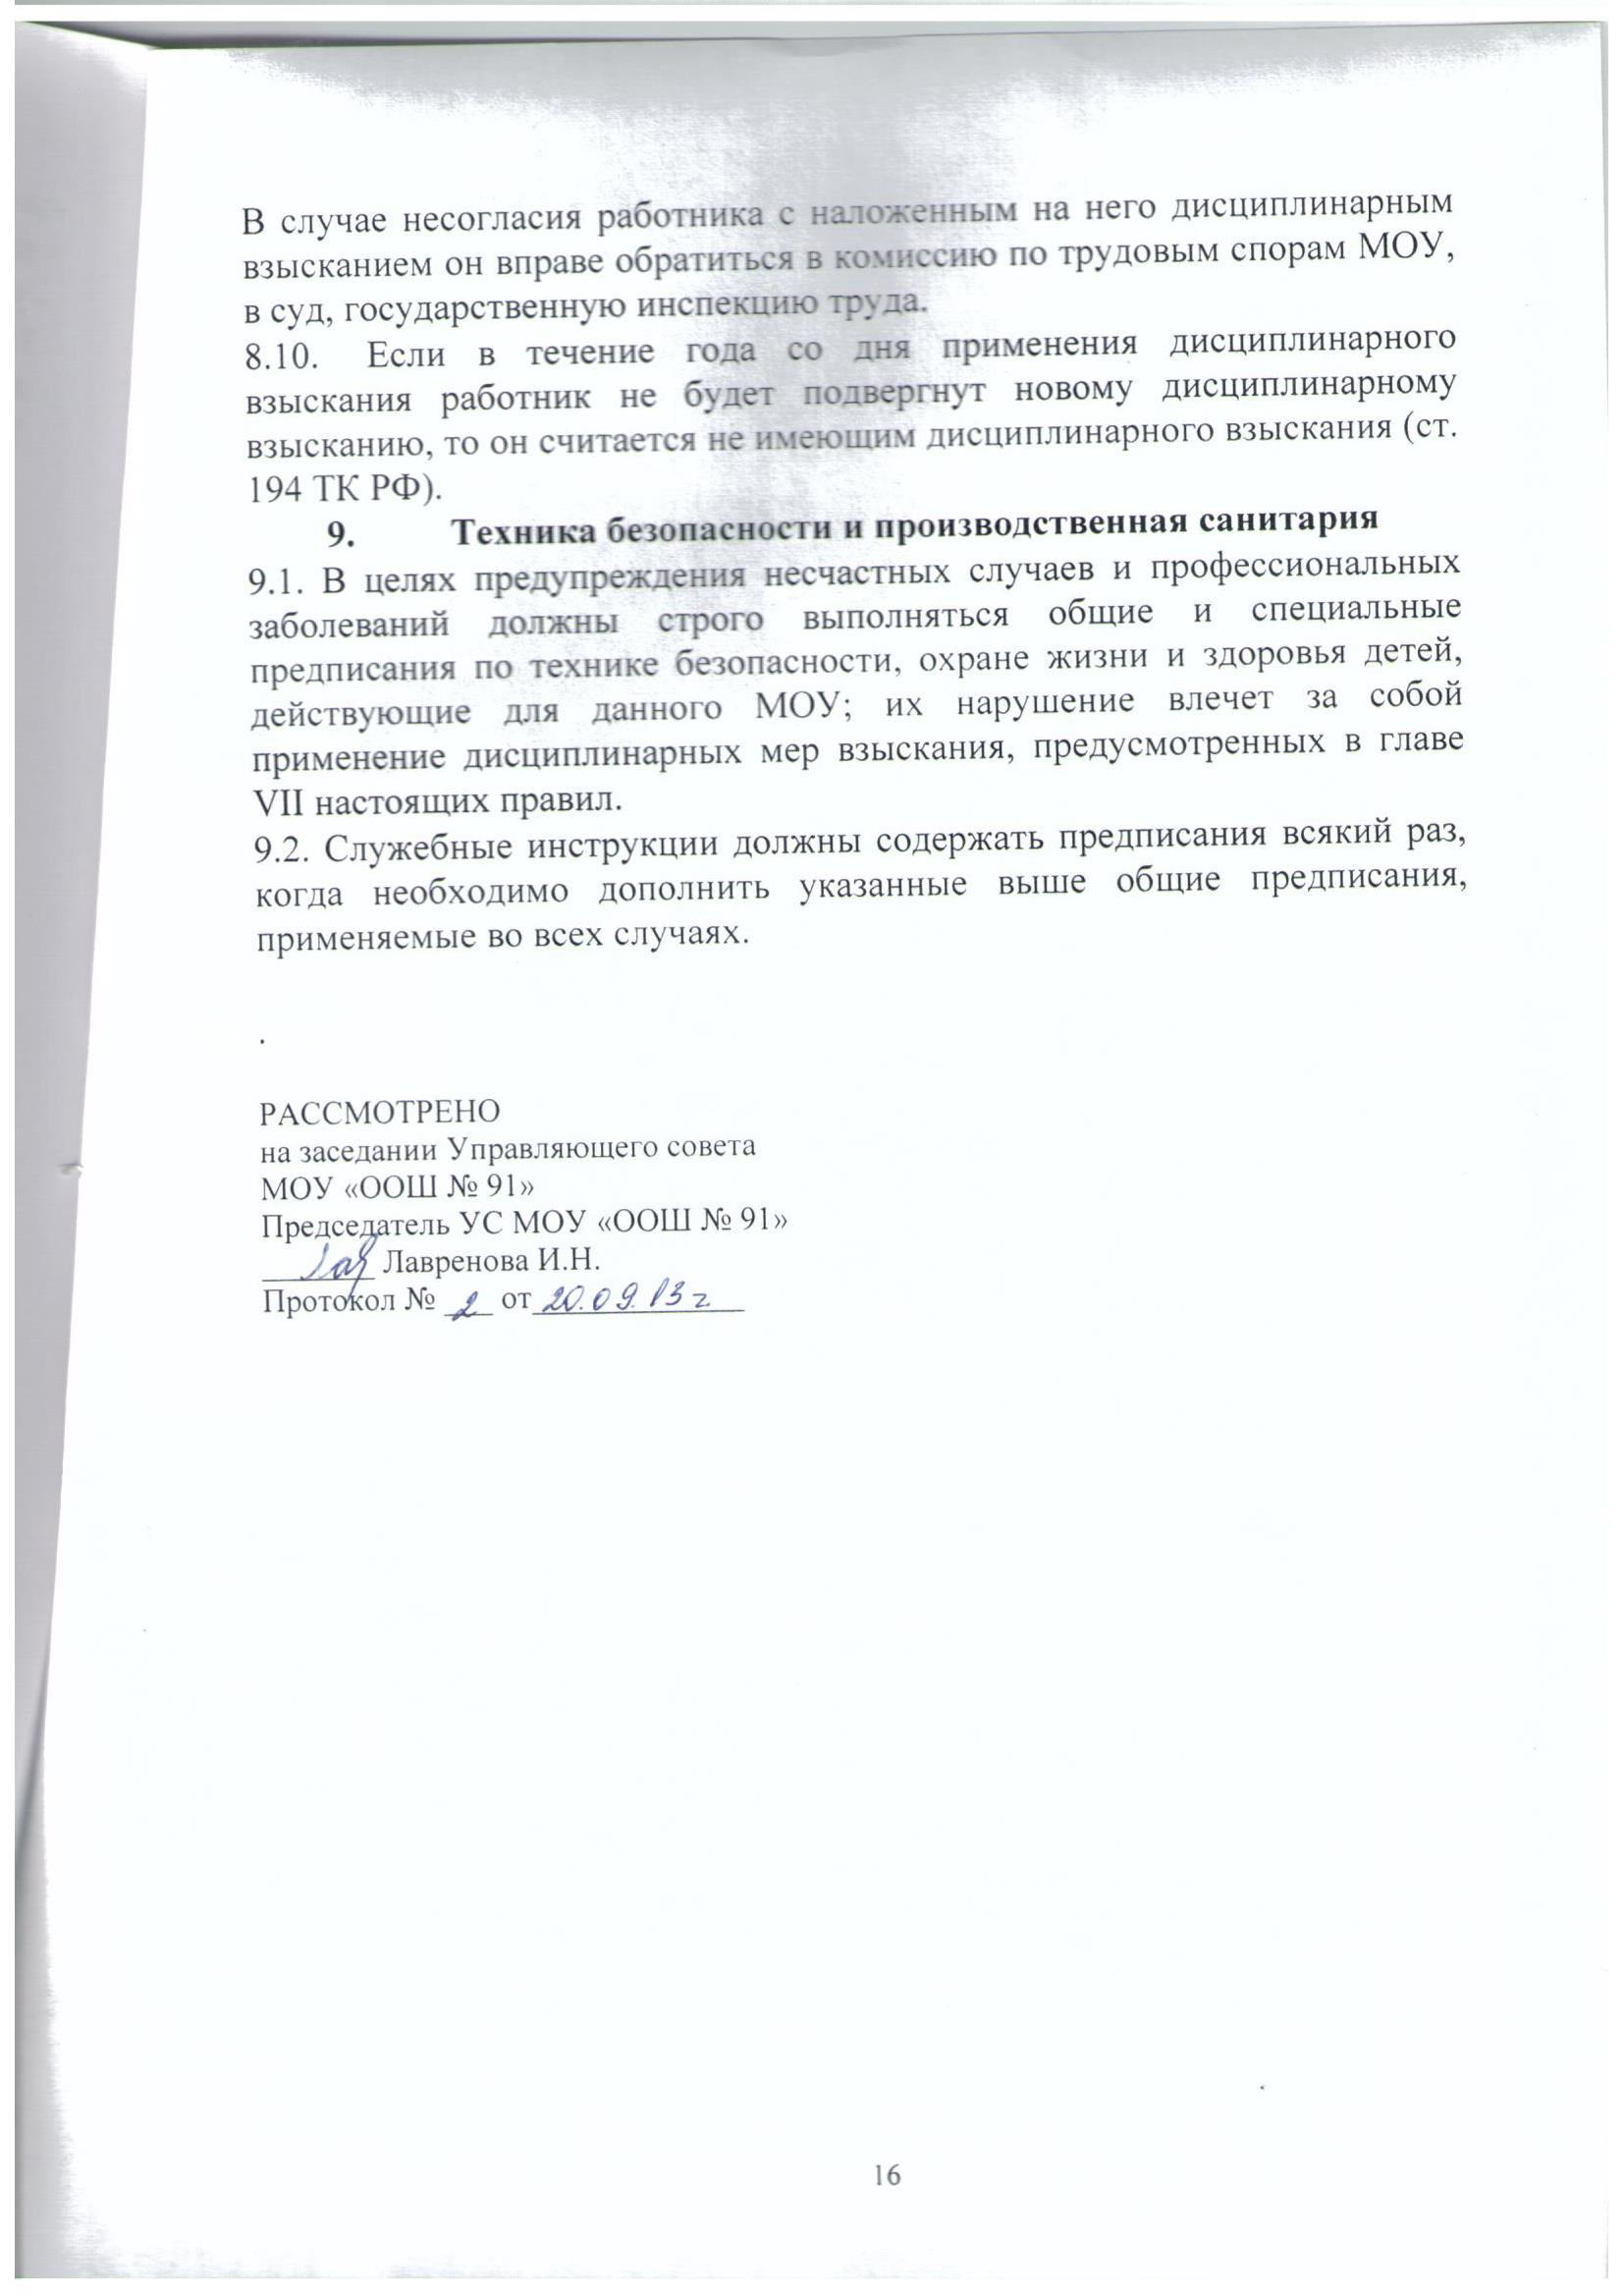 В случае несогласия работника с наложенным на него дисциплинарным
взысканием он вправе обратиться в комиссию по трудовым спорам МОУ,
в суд, государственную инспекцию труда.
8.10. Если в течение года со дня применения дисциплинарного
взыскания работник не будет подвергнут новому дисциплинарному
взысканию, то он считается не имеющим дисциплинарного взыскания (ст.
194 ТК РФ).
9. Техника безопасности и производственная санитария
9.1. В целях предупреждения несчастных случаев и профессиональных
заболеваний должны строго выполняться общие и специальные
предписания по технике безопасности, охране жизни и здоровья детей,
действующие для данного МОУ; их нарушение влечет за собой
применение дисциплинарных мер взыскания, предусмотренных в главе
VII настоящих правил.
9.2. Служебные инструкции должны содержать предписания всякий раз,
когда необходимо дополнить указанные выше общие предписания,
применяемые во всех случаях.
.
РАССМОТРЕНО
на заседании Управляющего совета
МОУ «ООШ № 91»
Председатель УС МОУ «ООШ № 91»
Лавренова И.Н.
Протокол № 2 от 20.09.13 г.
16